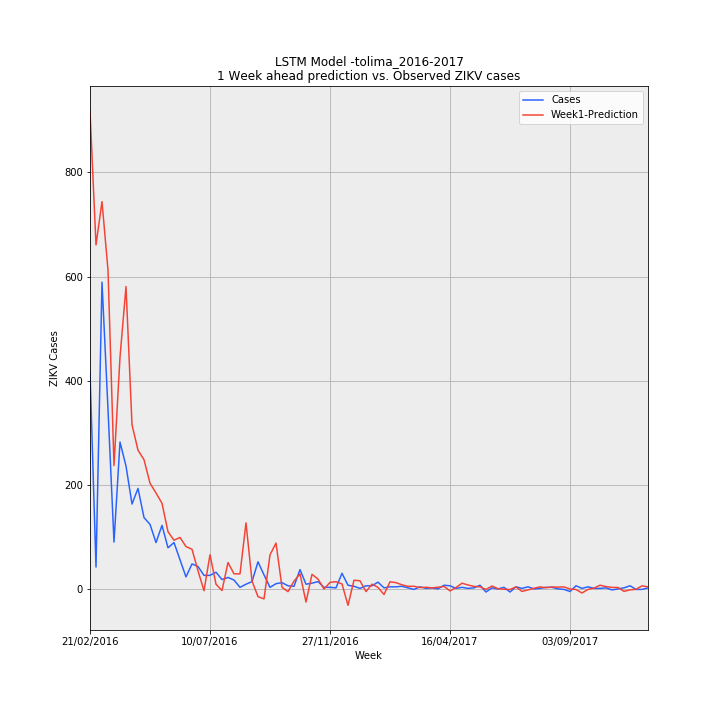 LSTM Model -tolima_2016-2017
1 Week ahead prediction vs. Observed ZIKV cases
Cases
Week1-Prediction
ZIKV Cases
800
600
400
200
0
21/02/2016
10/07/2016
27/11/2016
16/04/2017
03/09/2017
Week